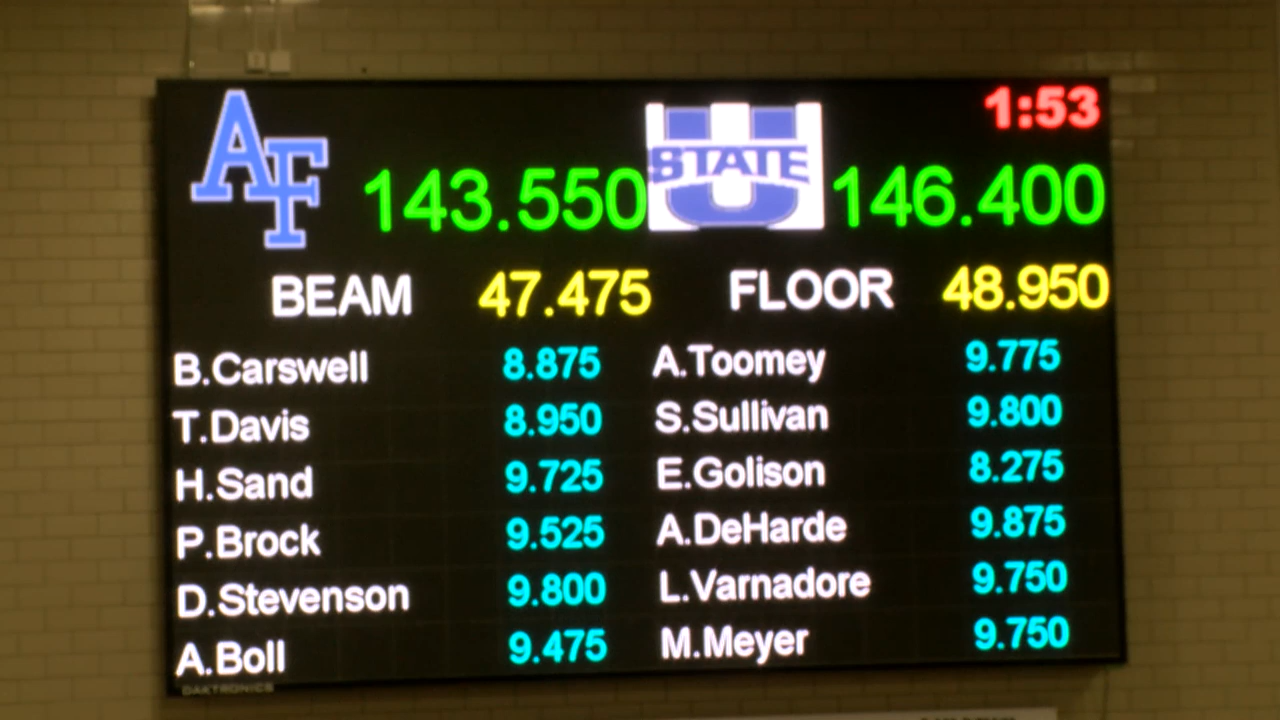 AF 143.550 U STATE 146.400 1:53
BEAM 47.475 FLOOR 48.950
B.Carswell 8.875 A.Toomey 9.775
T.Davis 8.950 S.Sullivan 9.800
H.Sand 9.725 E.Golison 8.275
P.Brock 9.525 A.DeHarde 9.875
D.Stevenson 9.800 L.Varnadore 9.750
A.Boll 9.475 M.Meyer 9.750
DAKTRONICS